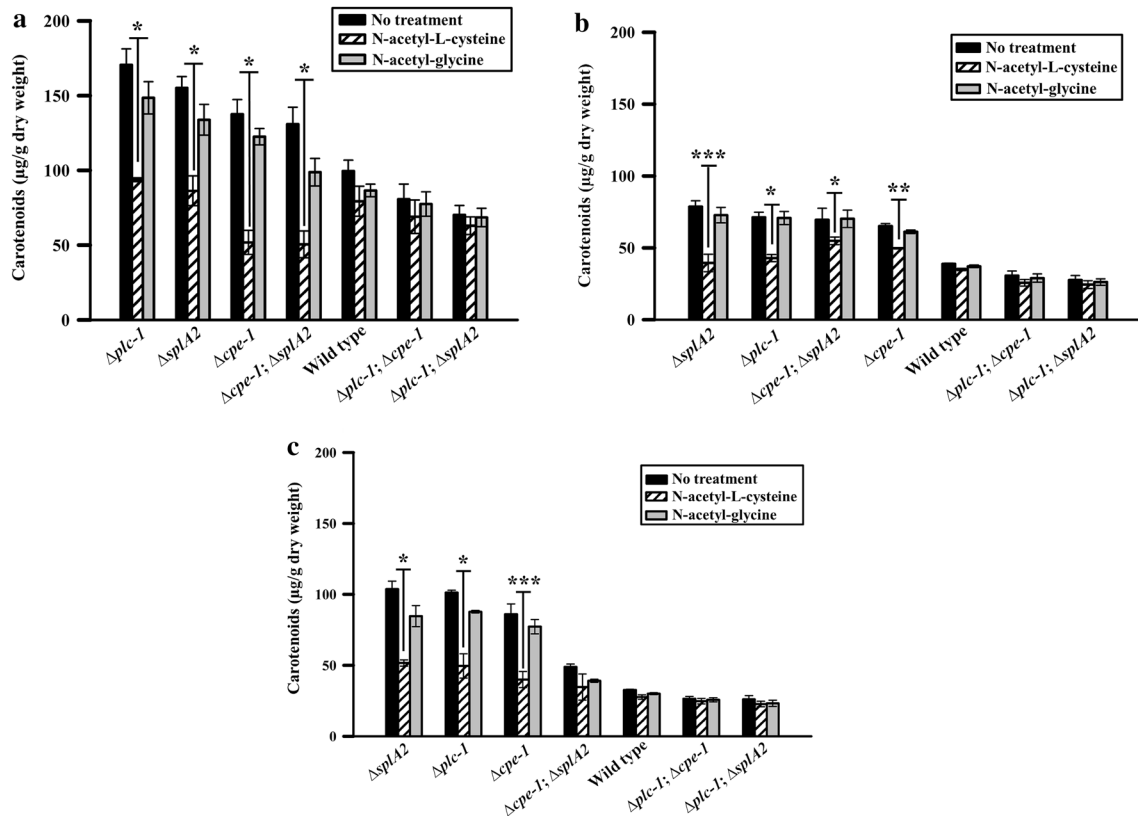 a
Carotenoids (µg/g dry weight)
200
150
100
50
0
No treatment
N-acetyl-L-cysteine
N-acetyl-glycine
*
*
*
*
Δplc-1
ΔsplA2
Δcpe-1
Δcpe-1; ΔsplA2
Wild type
Δplc-1; Δcpe-1
Δplc-1; ΔsplA2
b
Carotenoids (µg/g dry weight)
200
150
100
50
0
No treatment
N-acetyl-L-cysteine
N-acetyl-glycine
***
*
*
**
ΔsplA2
Δplc-1
Δcpe-1; ΔsplA2
Δcpe-1
Wild type
Δplc-1; Δcpe-1
Δplc-1; ΔsplA2
c
Carotenoids (µg/g dry weight)
200
150
100
50
0
No treatment
N-acetyl-L-cysteine
N-acetyl-glycine
*
*
***
ΔsplA2
Δplc-1
Δcpe-1
Δcpe-1; ΔsplA2
Wild type
Δplc-1; Δcpe-1
Δplc-1; ΔsplA2